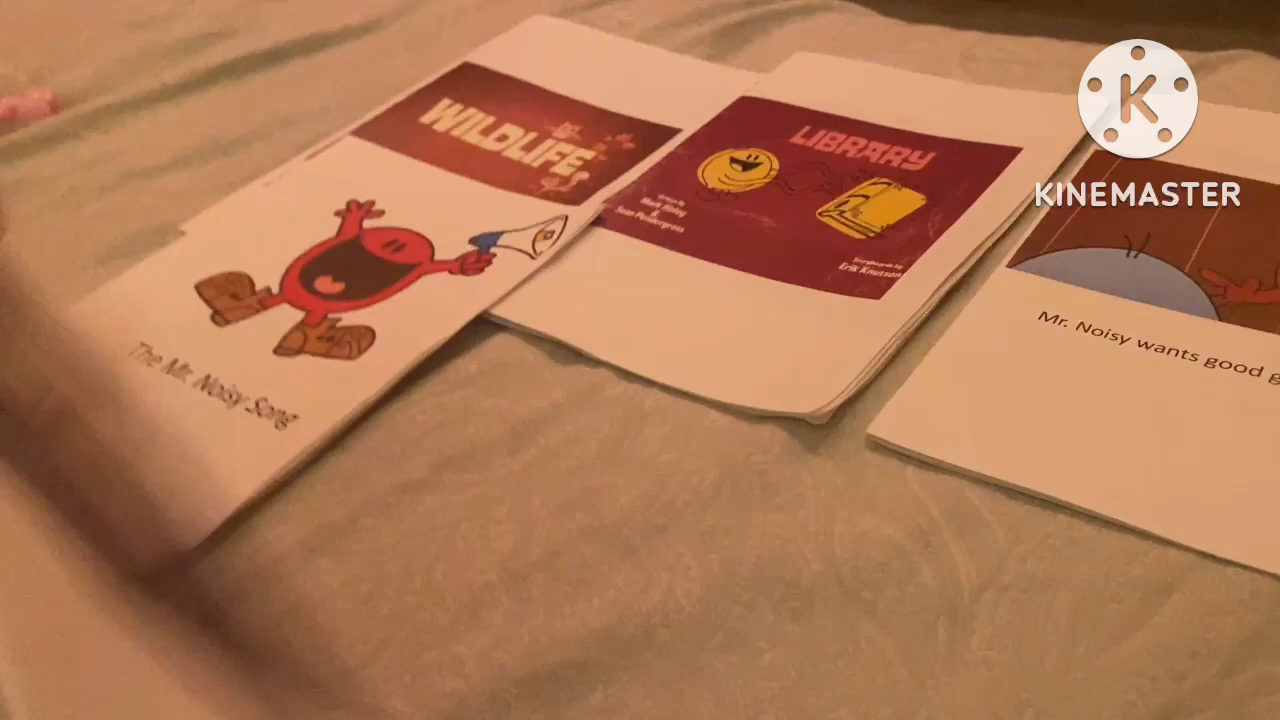 WILDLIFE
The Mr. Noisy Song
LIBRARY
Written by
Mark Risley
&
Sean Pendergrass
Storyboards by
Erik Knutson
Mr. Noisy wants good
K
KINEMASTER